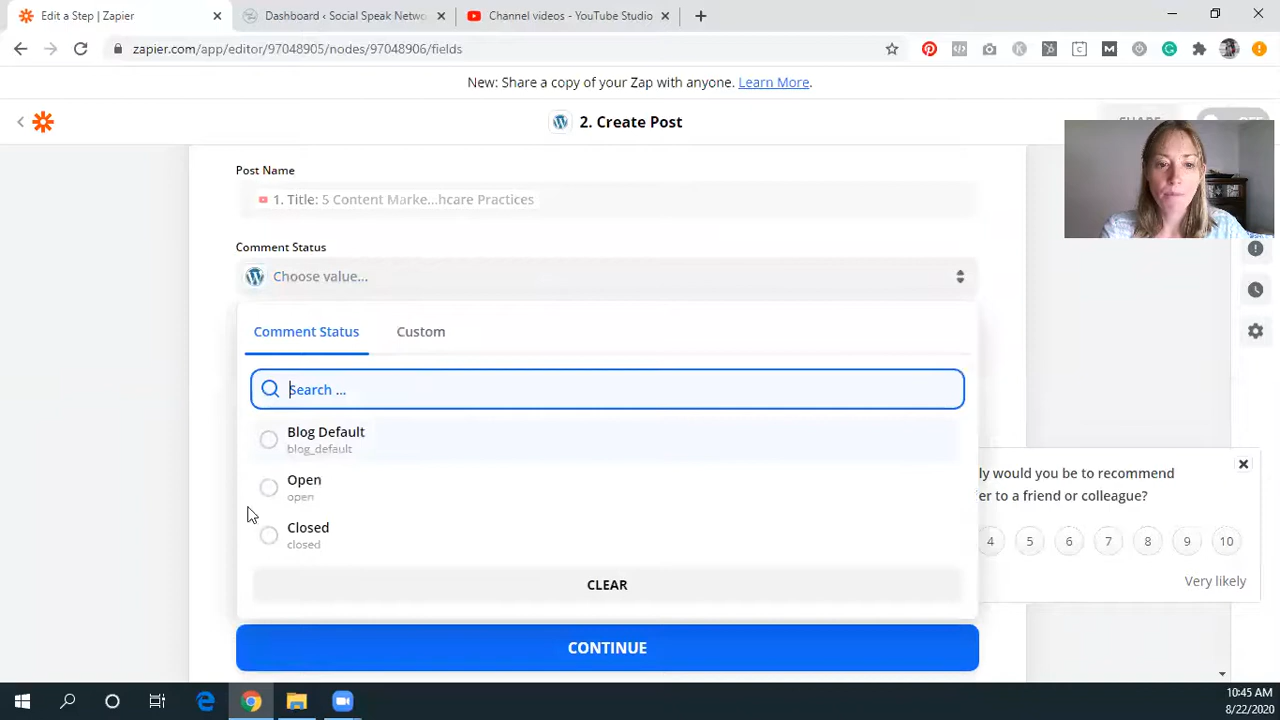 Edit a Step | Zapier
Dashboard ‹ Social Speak Netwo
Channel videos - YouTube Studio
zapier.com/app/editor/97048905/nodes/97048906/fields
New: Share a copy of your Zap with anyone. Learn More.
2. Create Post
SHARE
OFF
Post Name
1. Title: 5 Content Marke...hcare Practices
Comment Status
Choose value...
Comment Status
Custom
Search ...
Blog Default
blog_default
Open
open
Closed
closed
CLEAR
CONTINUE
ly would you be to recommend
er to a friend or colleague?
4 5 6 7 8 9 10
Very likely
10:45 AM
8/22/2020